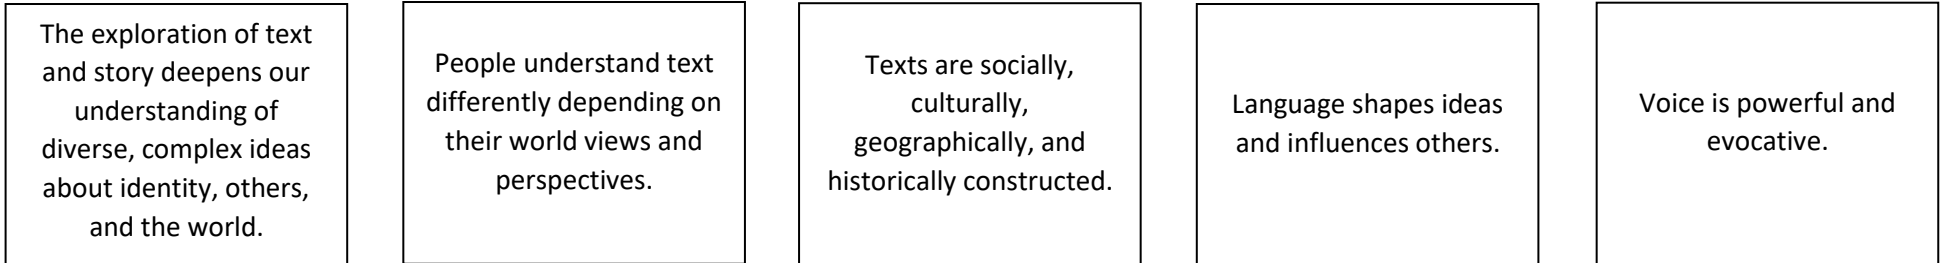 The exploration of text
and story deepens our
understanding of
diverse, complex ideas
about identity, others,
and the world.
People understand text
differently depending on
their world views and
perspectives.
Texts are socially,
culturally,
geographically, and
historically constructed.
Language shapes ideas
and influences others.
Voice is powerful and
evocative.